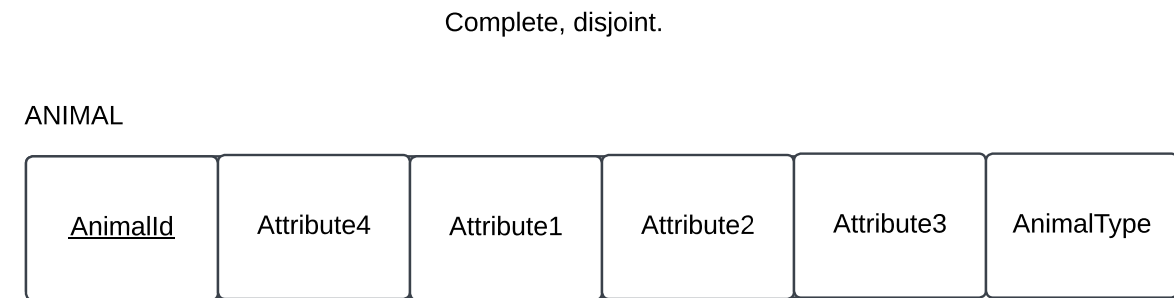 Complete, disjoint.
ANIMAL
AnimalId Attribute4 Attribute1 Attribute2 Attribute3 AnimalType